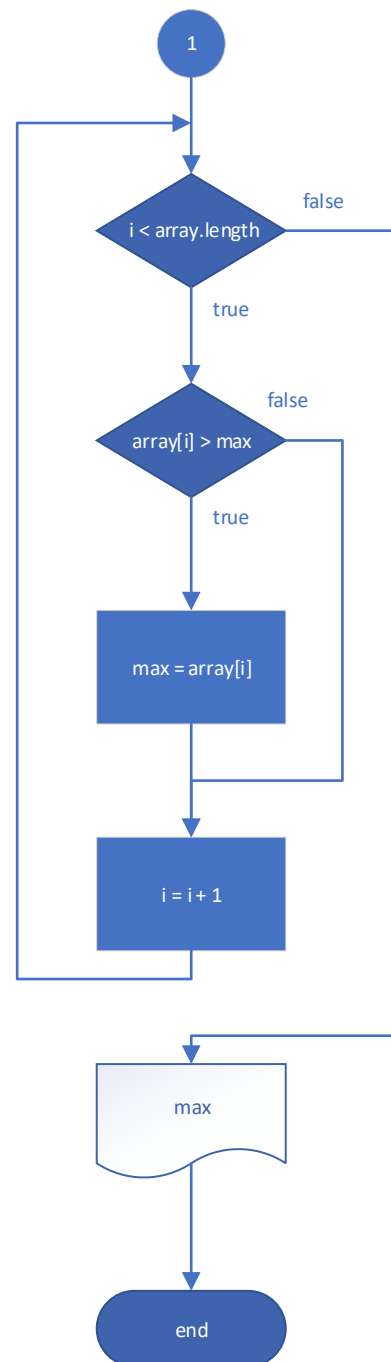 1
i < array.length
false
true
false
array[i] > max
true
max = array[i]
i = i + 1
max
end